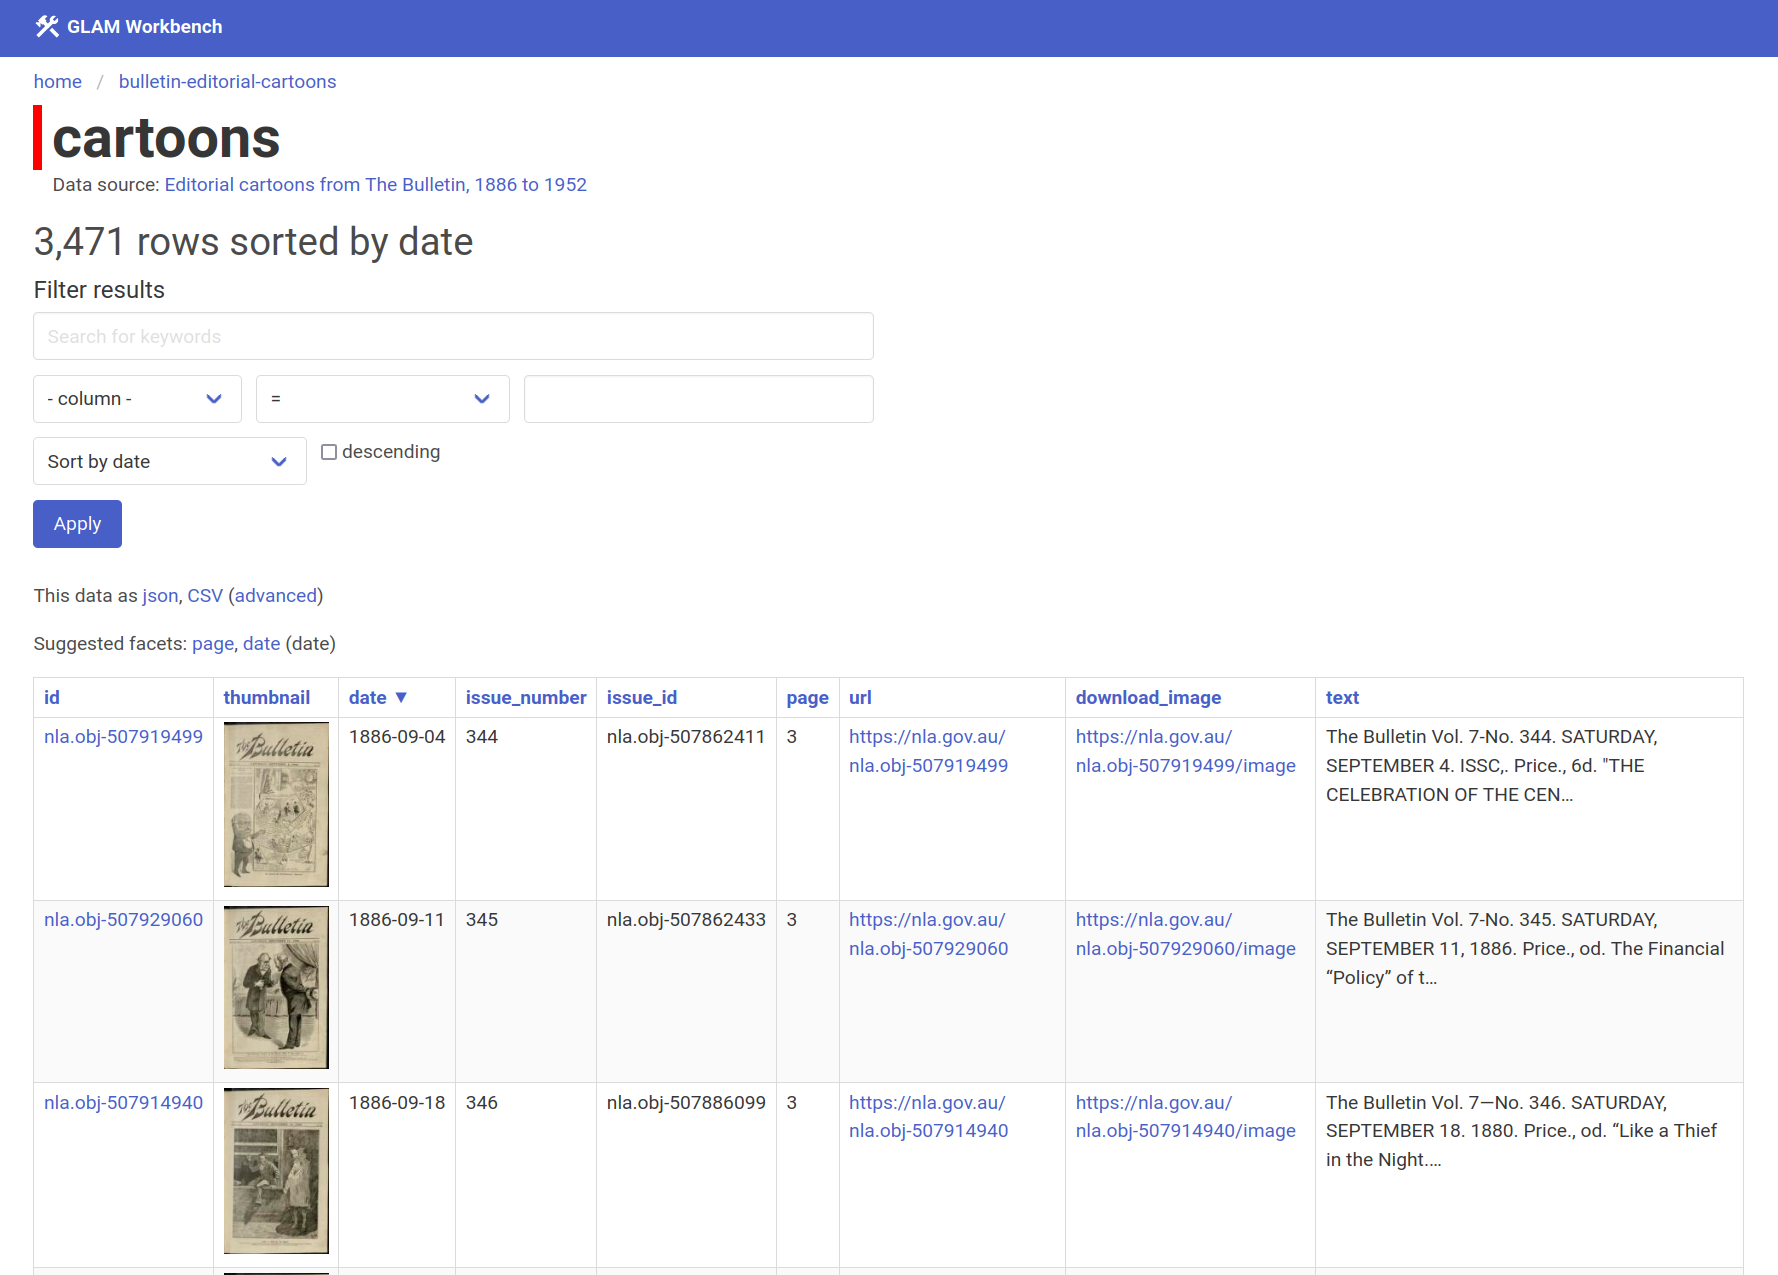 GLAM Workbench
home / bulletin-editorial-cartoons
cartoons
Data source: Editorial cartoons from The Bulletin, 1886 to 1952
3,471 rows sorted by date
Filter results
Search for keywords
- column -
=
Sort by date
descending
Apply
This data as json, CSV (advanced)
Suggested facets: page, date (date)
id thumbnail date ▼ issue_number issue_id page url download_image text
nla.obj-507919499 The Bulletin 1886-09-04 344 nla.obj-507862411 3 https://nla.gov.au/ https://nla.gov.au/ The Bulletin Vol. 7-No. 344. SATURDAY,
nla.obj-507919499 nla.obj-507919499/image SEPTEMBER 4. ISSC,. Price., 6d. "THE
CELEBRATION OF THE CEN…
nla.obj-507929060 The Bulletin 1886-09-11 345 nla.obj-507862433 3 https://nla.gov.au/ https://nla.gov.au/ The Bulletin Vol. 7-No. 345. SATURDAY,
nla.obj-507929060 nla.obj-507929060/image SEPTEMBER 11, 1886. Price., od. The Financial
“Policy” of t…
nla.obj-507914940 The Bulletin 1886-09-18 346 nla.obj-507886099 3 https://nla.gov.au/ https://nla.gov.au/ The Bulletin Vol. 7—No. 346. SATURDAY,
nla.obj-507914940 nla.obj-507914940/image SEPTEMBER 18. 1880. Price., od. “Like a Thief
in the Night.…